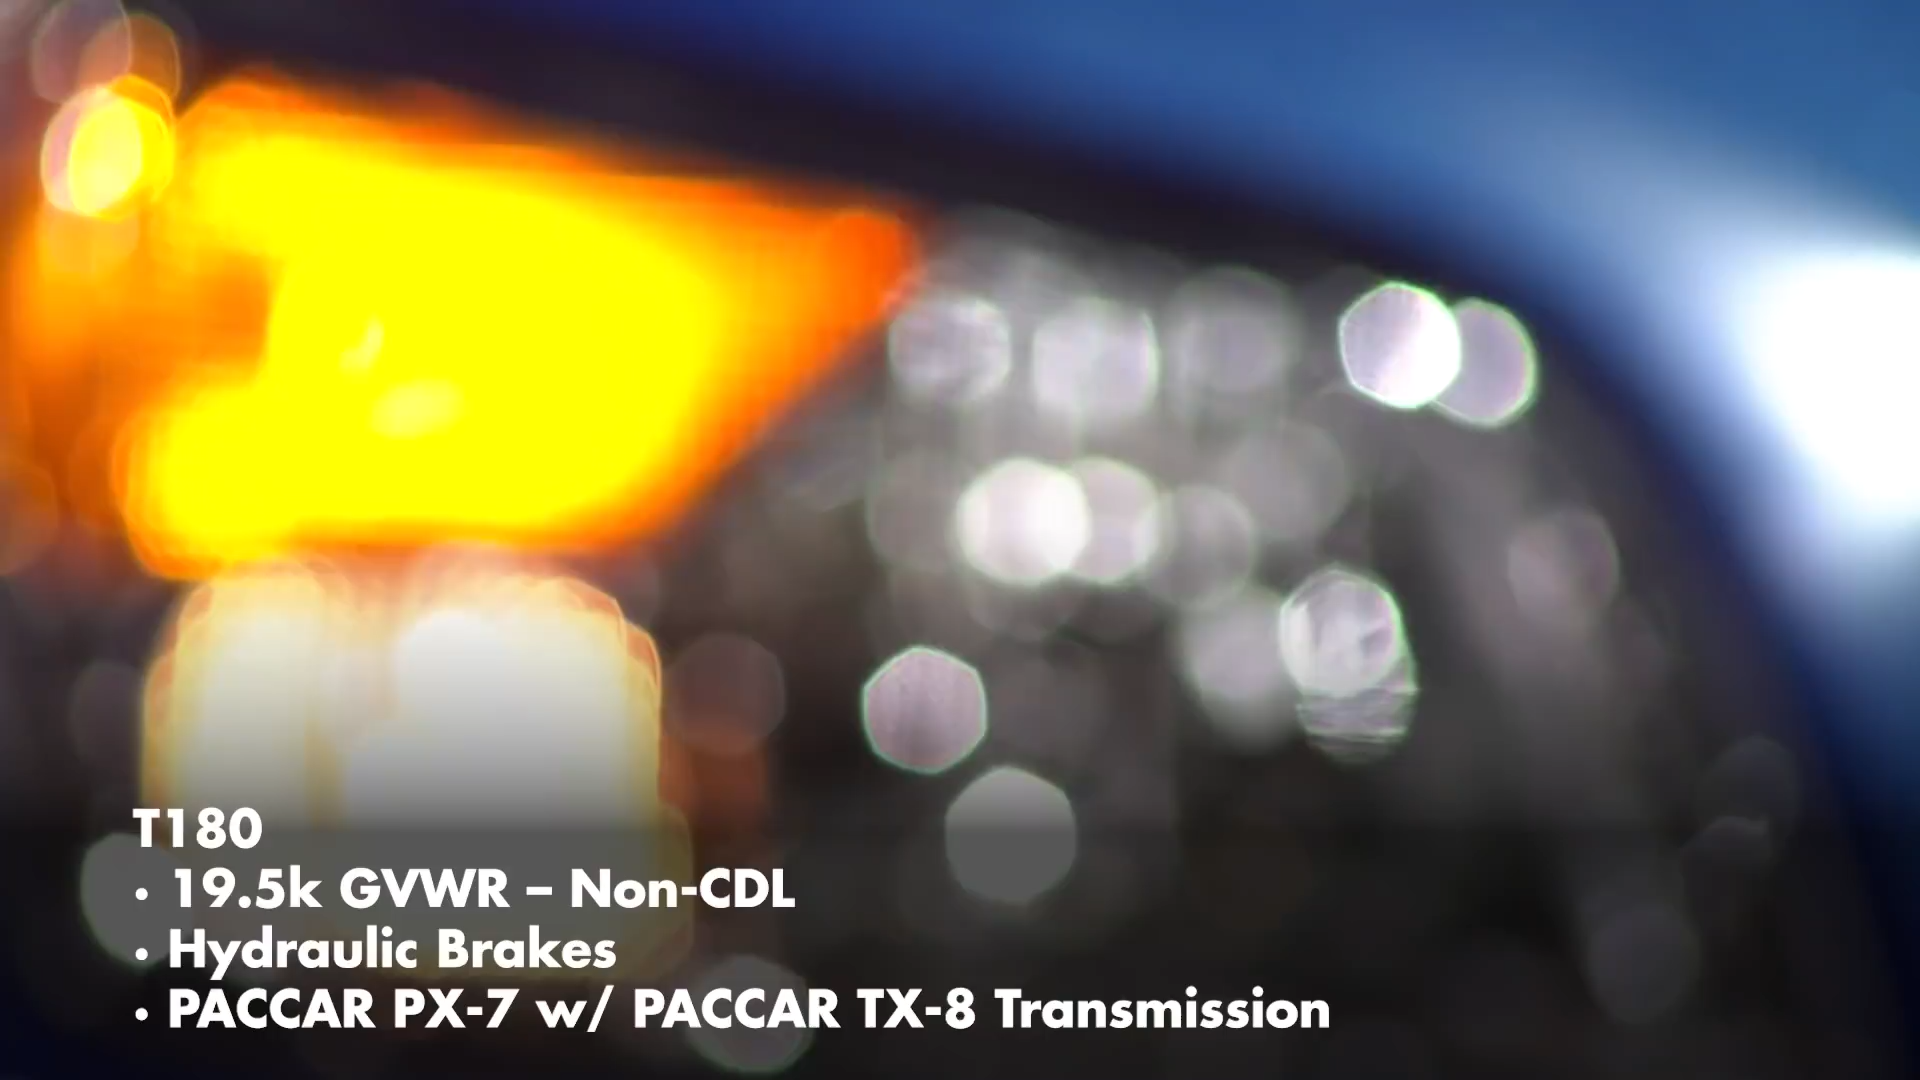 T180
• 19.5k GVWR – Non-CDL
• Hydraulic Brakes
• PACCAR PX-7 w/ PACCAR TX-8 Transmission